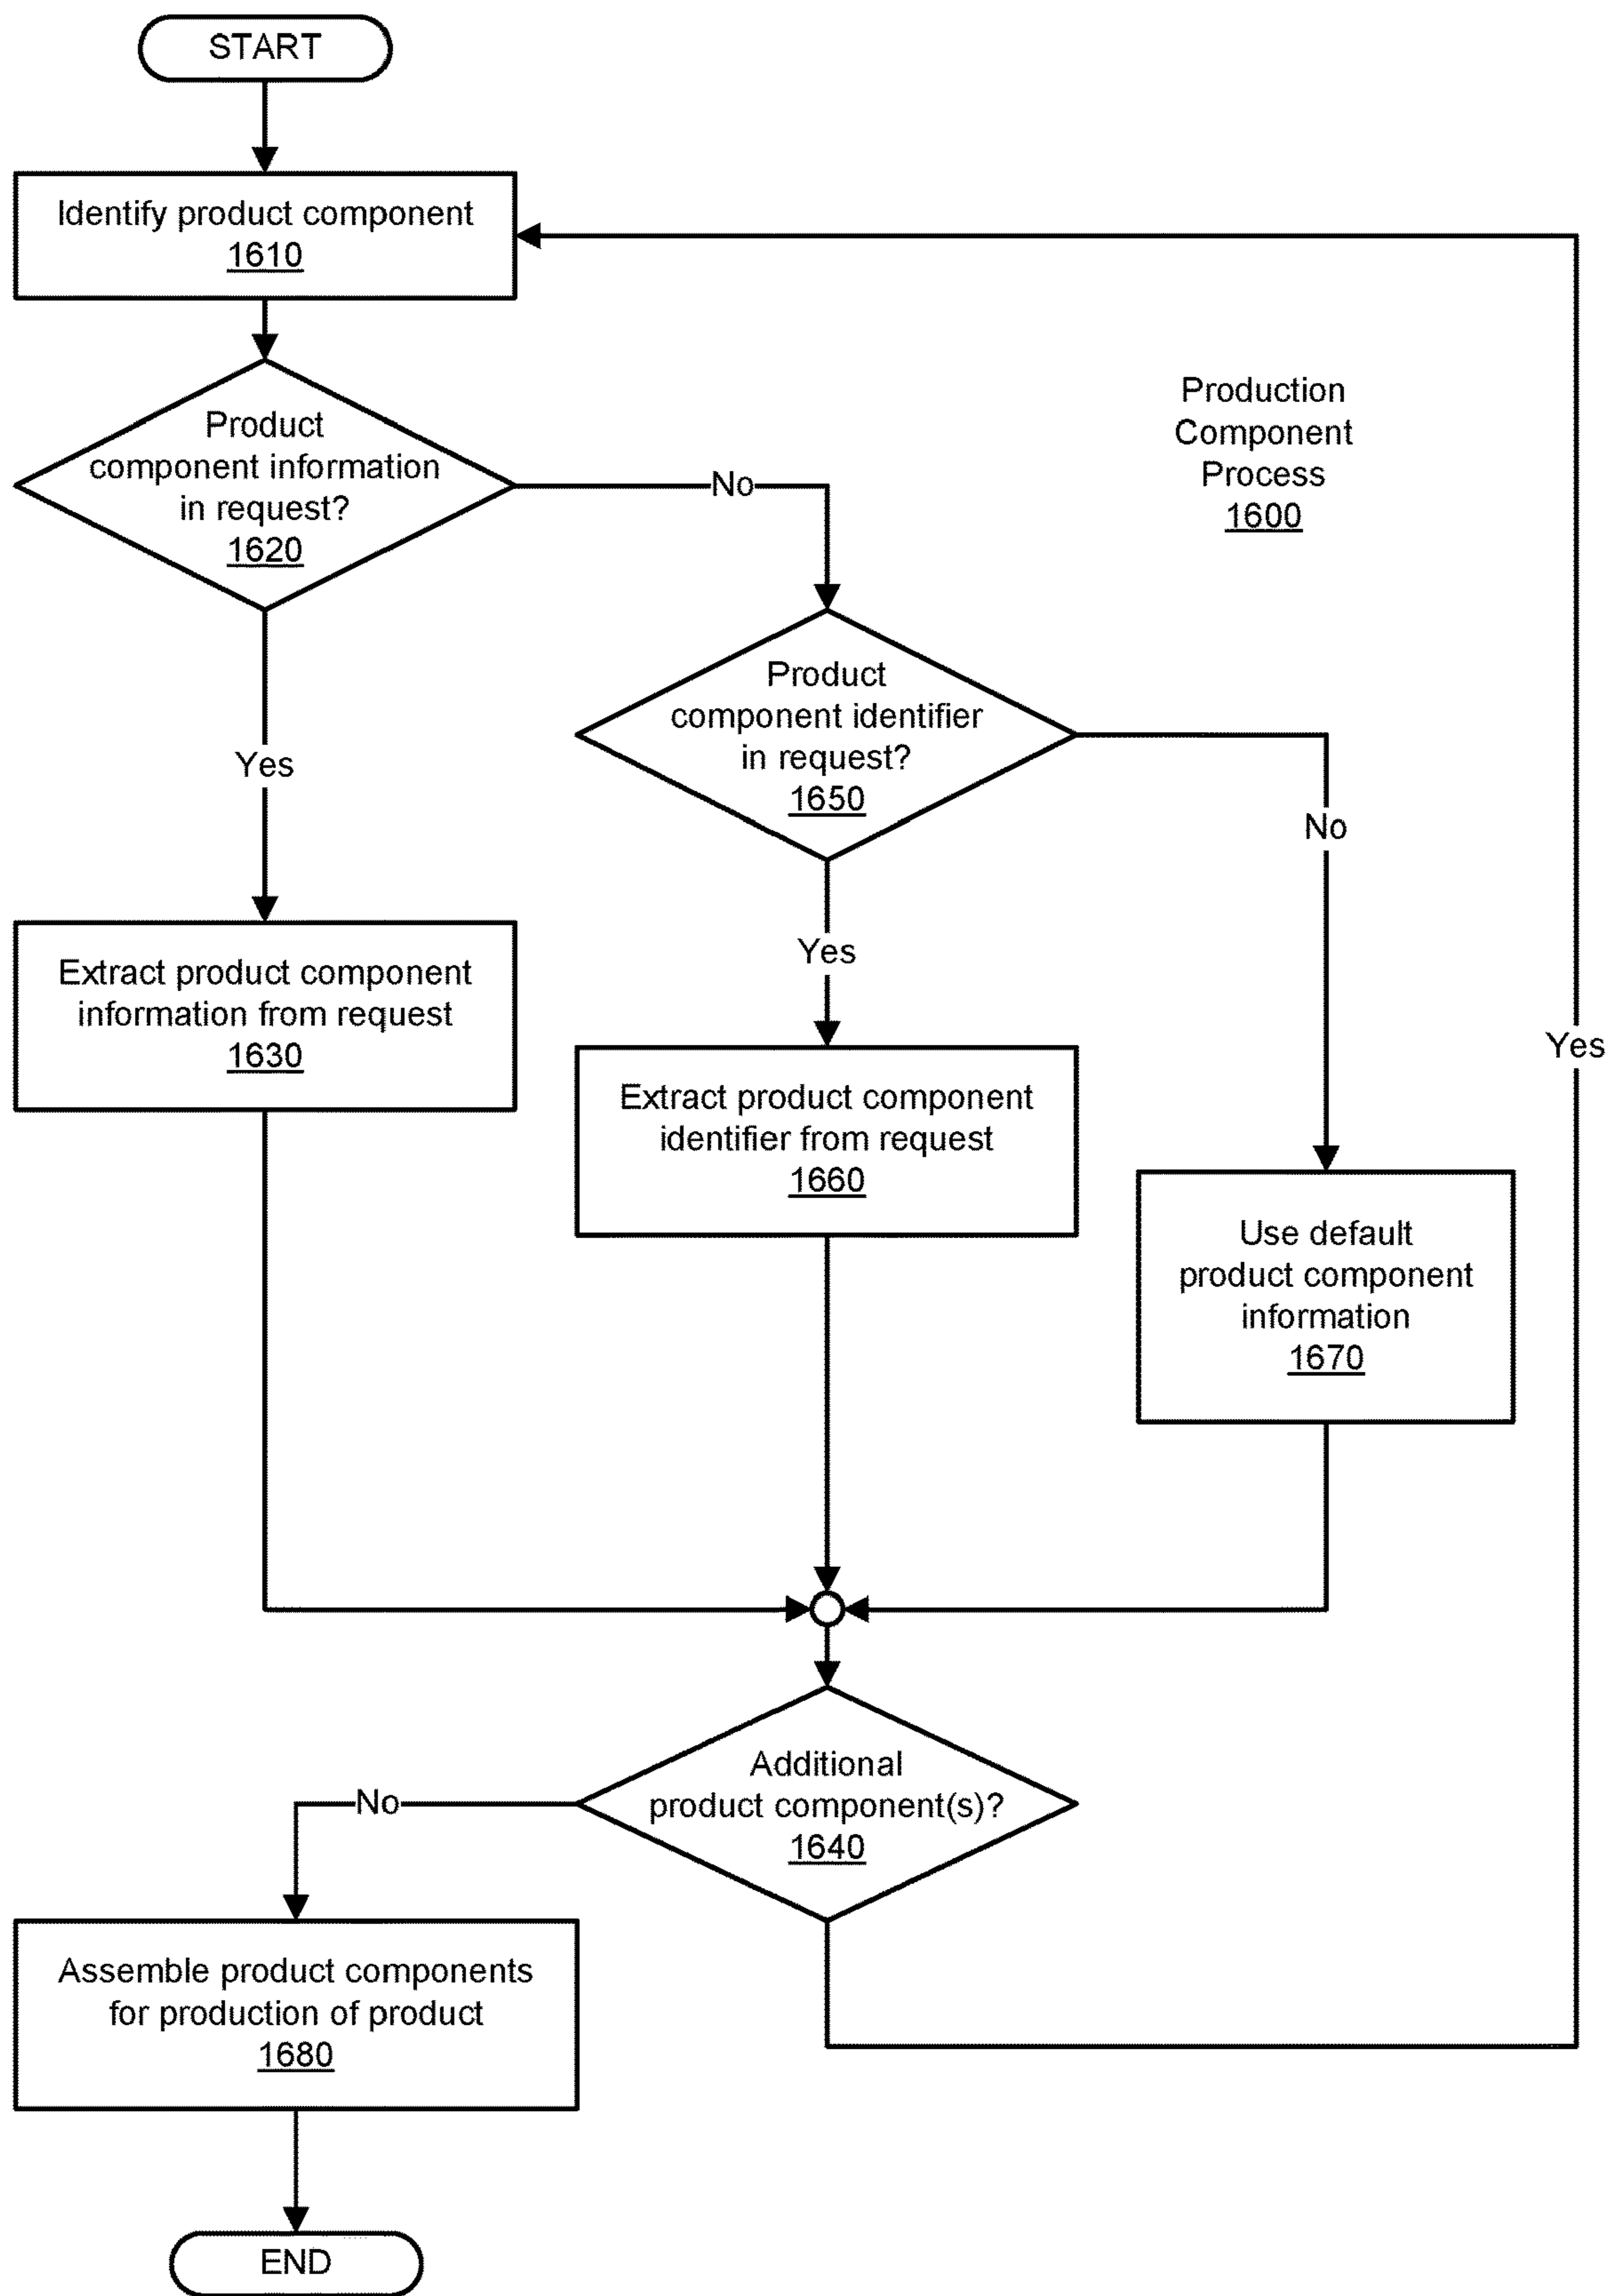 START
Identify product component
1610
Product
component information
in request?
1620
No
Production
Component
Process
1600
Product
component identifier
in request?
1650
Yes
No
Extract product component
information from request
1630
Yes
Extract product component
identifier from request
1660
Yes
Use default
product component
information
1670
Additional
product component(s)?
1640
No
Assemble product components
for production of product
1680
END